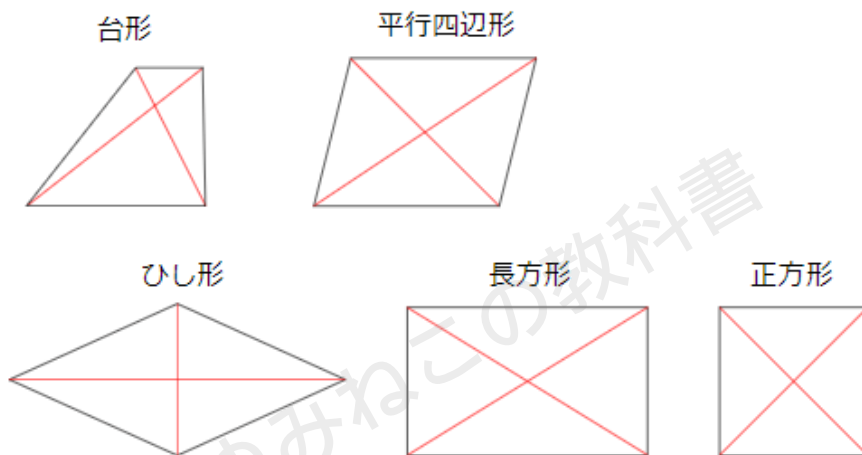 台形
平行四辺形
ひし形
長方形
正方形
みねこの教科書